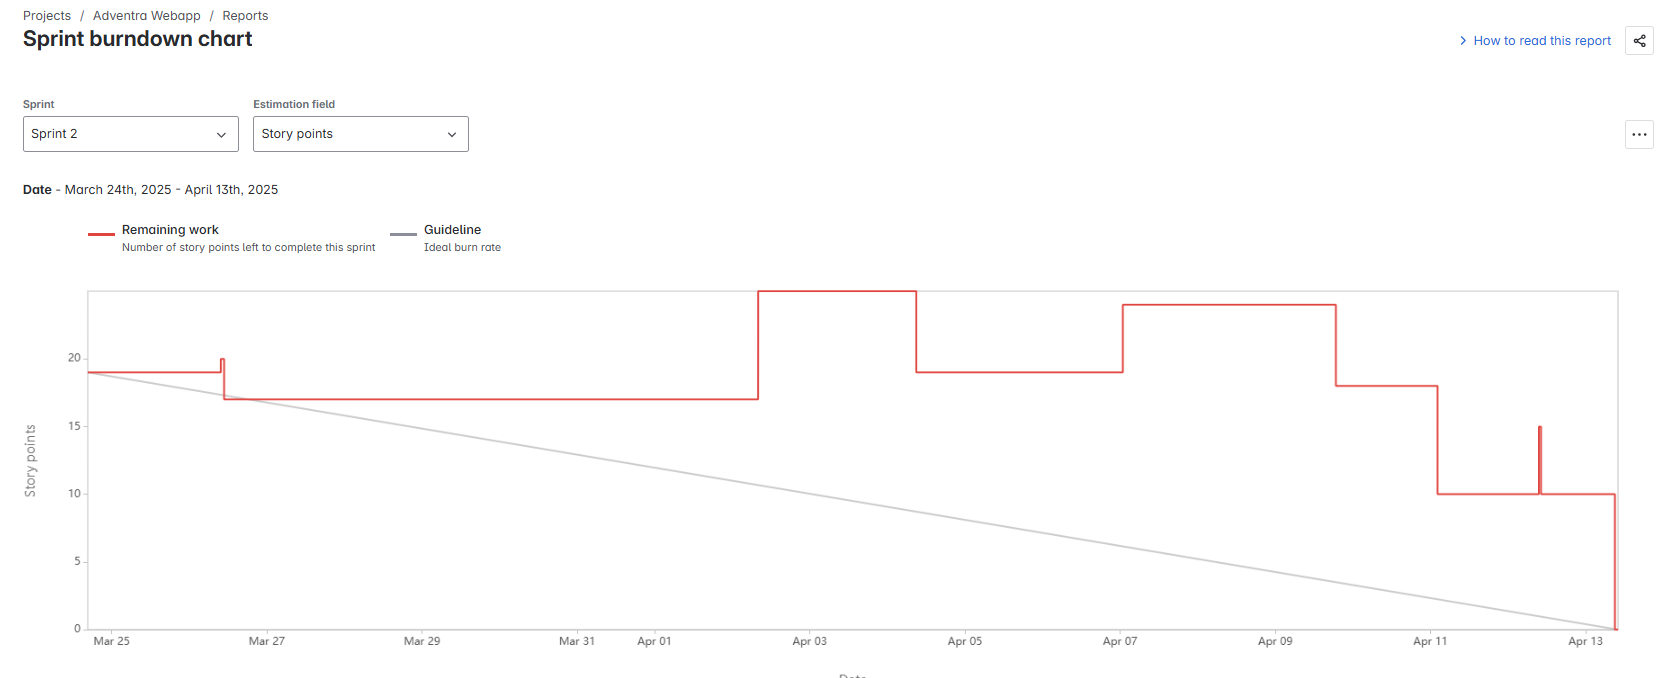 Projects / Adventra Webapp / Reports
Sprint burndown chart
How to read this report
Sprint
Estimation field
Sprint 2
Story points
Date - March 24th, 2025 - April 13th, 2025
Remaining work
Number of story points left to complete this sprint
Guideline
Ideal burn rate
Story points
20
15
10
5
0
Mar 25 Mar 27 Mar 29 Mar 31 Apr 01 Apr 03 Apr 05 Apr 07 Apr 09 Apr 11 Apr 13
Date